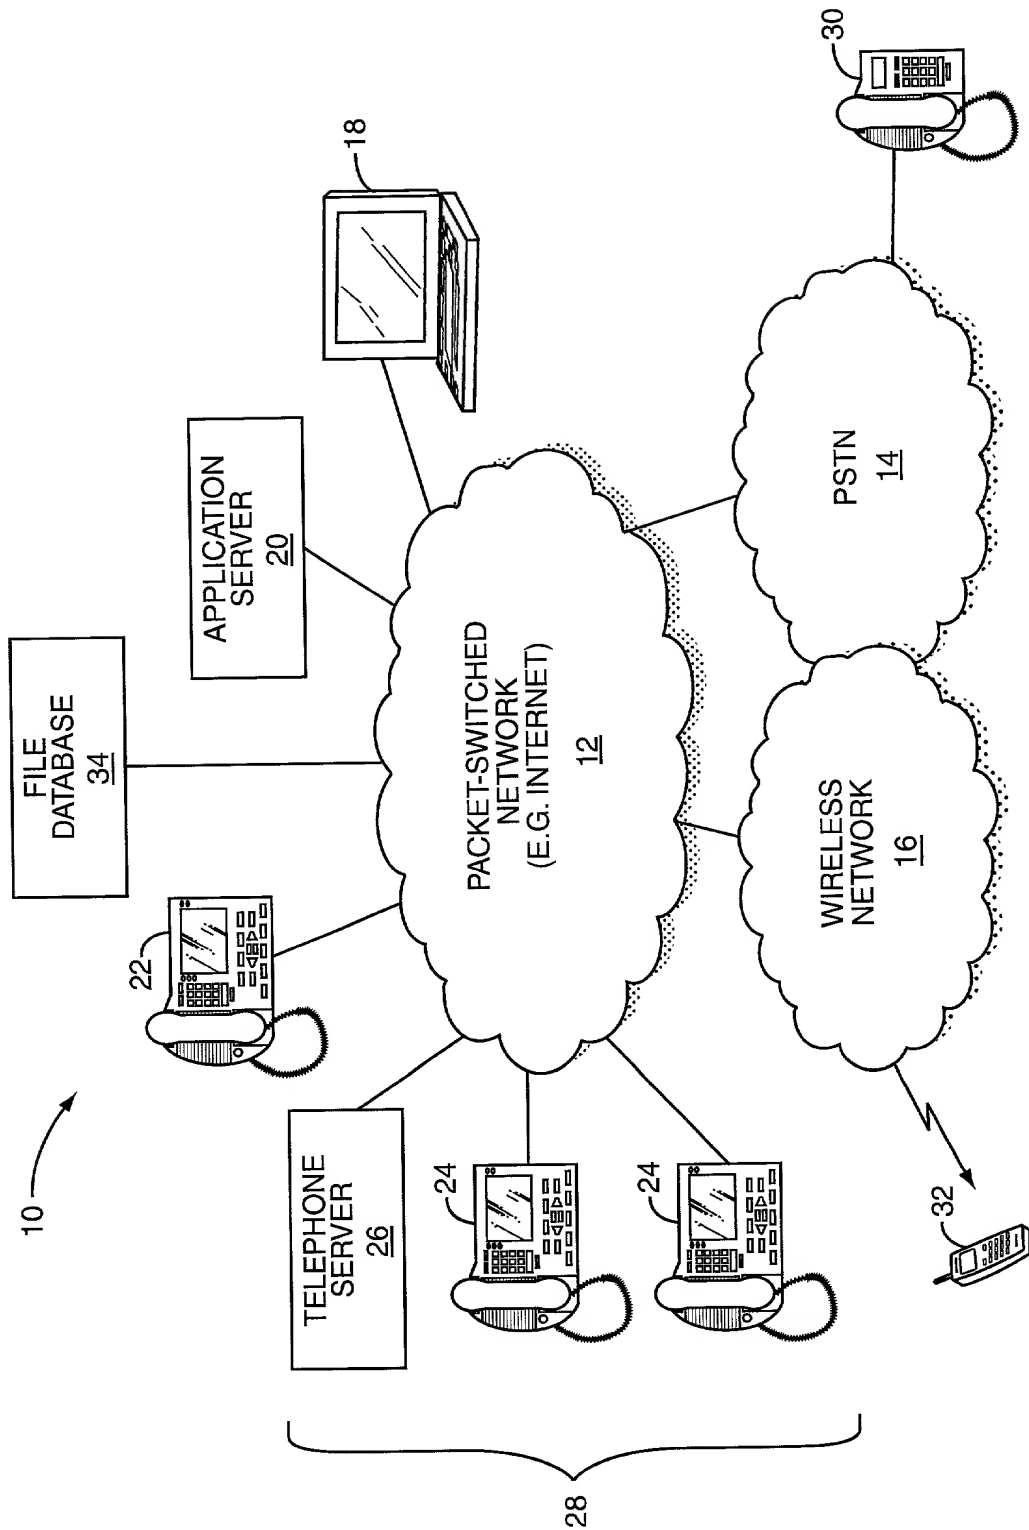 10
FILE
DATABASE
34
APPLICATION
SERVER
20
18
22
TELEPHONE
SERVER
26
24
24
28
PACKET-SWITCHED
NETWORK
(E.G. INTERNET)
12
WIRELESS
NETWORK
16
PSTN
14
30
32